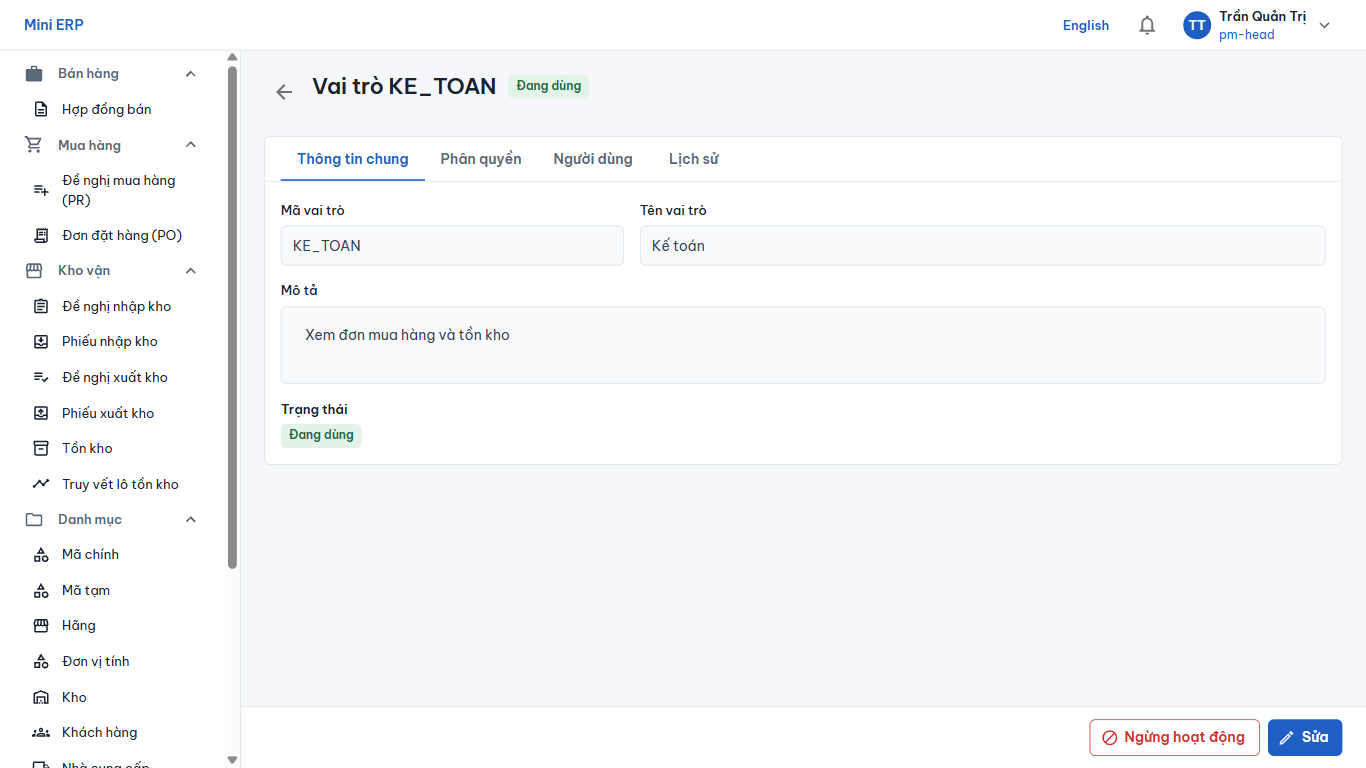 Mini ERP
English
TT
Trần Quản Trị
pm-head
Bán hàng
Hợp đồng bán
Mua hàng
Đề nghị mua hàng
(PR)
Đơn đặt hàng (PO)
Kho vận
Đề nghị nhập kho
Phiếu nhập kho
Đề nghị xuất kho
Phiếu xuất kho
Tồn kho
Truy vết lô tồn kho
Danh mục
Mã chính
Mã tạm
Hãng
Đơn vị tính
Kho
Khách hàng
Nhà cung cấp
Vai trò KE_TOAN
Đang dùng
Thông tin chung
Phân quyền
Người dùng
Lịch sử
Mã vai trò
Tên vai trò
KE_TOAN
Kế toán
Mô tả
Xem đơn mua hàng và tồn kho
Trạng thái
Đang dùng
Ngừng hoạt động
Sửa